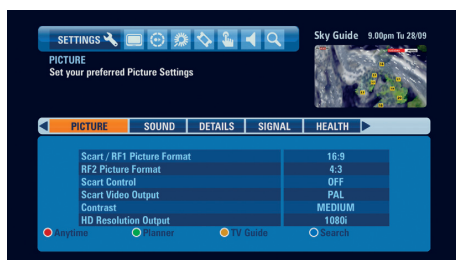 SETTINGS
Sky Guide 9.00pm Tu 28/09
PICTURE
Set your preferred Picture Settings
PICTURE SOUND DETAILS SIGNAL HEALTH
Scart / RF1 Picture Format 16:9
RF2 Picture Format 4:3
Scart Control OFF
Scart Video Output PAL
Contrast MEDIUM
HD Resolution Output 1080i
Anytime Planner TV Guide Search